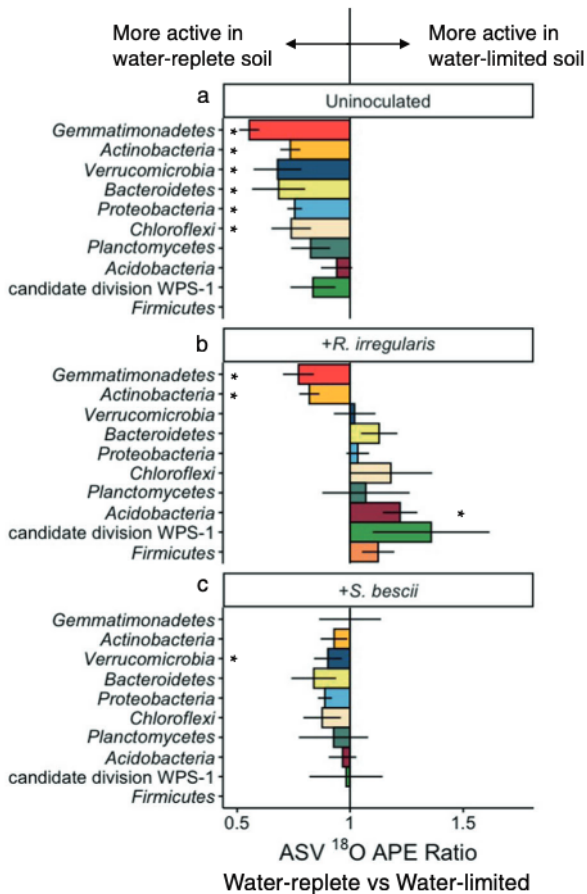 More active in
water-replete soil
More active in
water-limited soil
a
Uninoculated
Gemmatimonadetes *
Actinobacteria *
Verrucomicrobia *
Bacteroidetes *
Proteobacteria *
Chloroflexi *
Planctomycetes
Acidobacteria
candidate division WPS-1
Firmicutes
b
+R. irregularis
Gemmatimonadetes *
Actinobacteria *
Verrucomicrobia
Bacteroidetes
Proteobacteria
Chloroflexi
Planctomycetes
Acidobacteria *
candidate division WPS-1
Firmicutes
c
+S. bescii
Gemmatimonadetes
Actinobacteria
Verrucomicrobia *
Bacteroidetes
Proteobacteria
Chloroflexi
Planctomycetes
Acidobacteria
candidate division WPS-1
Firmicutes
0.5 1 1.5
ASV 18O APE Ratio
Water-replete vs Water-limited